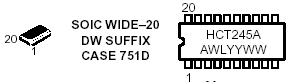 20
1
SOIC WIDE–20
DW SUFFIX
CASE 751D
20
HCT245A
AWLYYWW
1